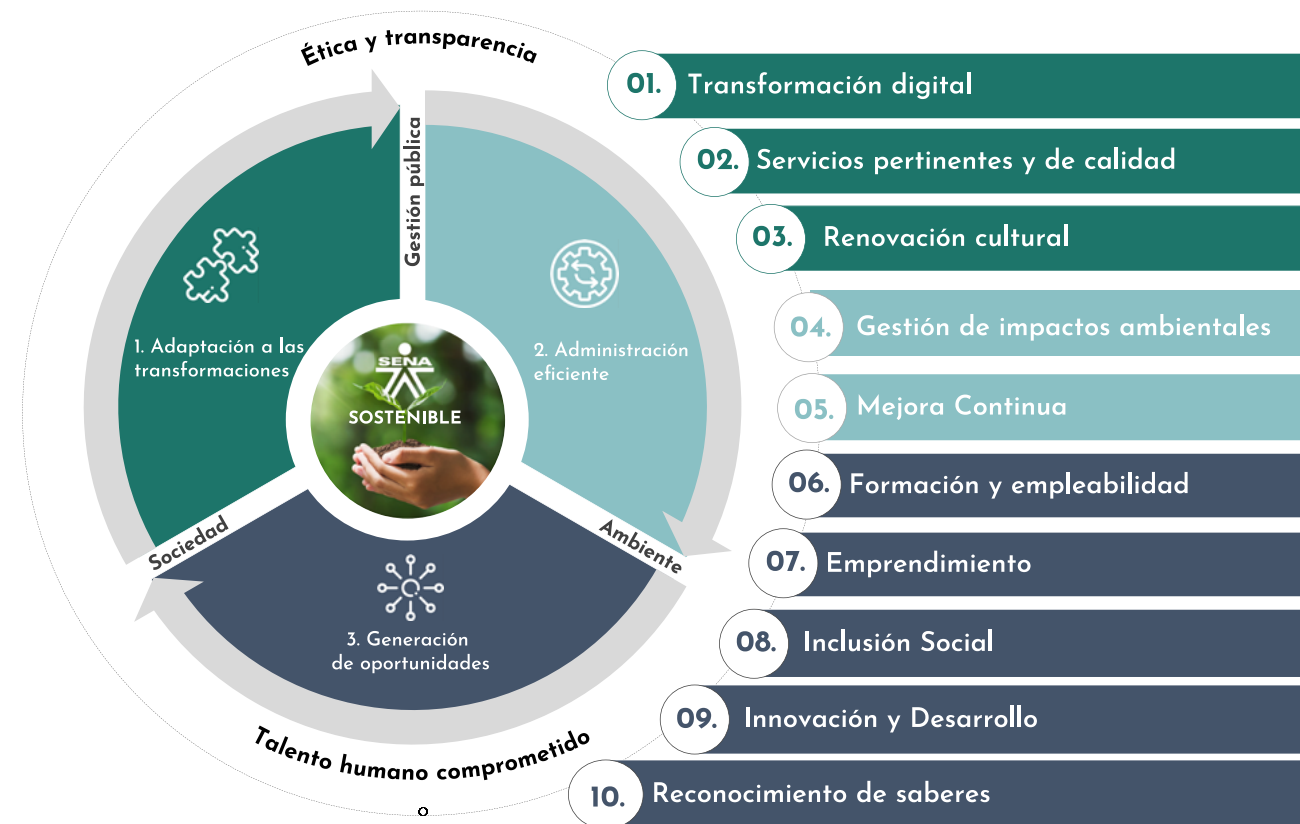 Ética y transparencia
Gestión pública
1. Adaptación a las
transformaciones
2. Administración
eficiente
SENA
SOSTENIBLE
Sociedad
Ambiente
3. Generación
de oportunidades
Talento humano comprometido
01. Transformación digital
02. Servicios pertinentes y de calidad
03. Renovación cultural
04. Gestión de impactos ambientales
05. Mejora Continua
06. Formación y empleabilidad
07. Emprendimiento
08. Inclusión Social
09. Innovación y Desarrollo
10. Reconocimiento de saberes